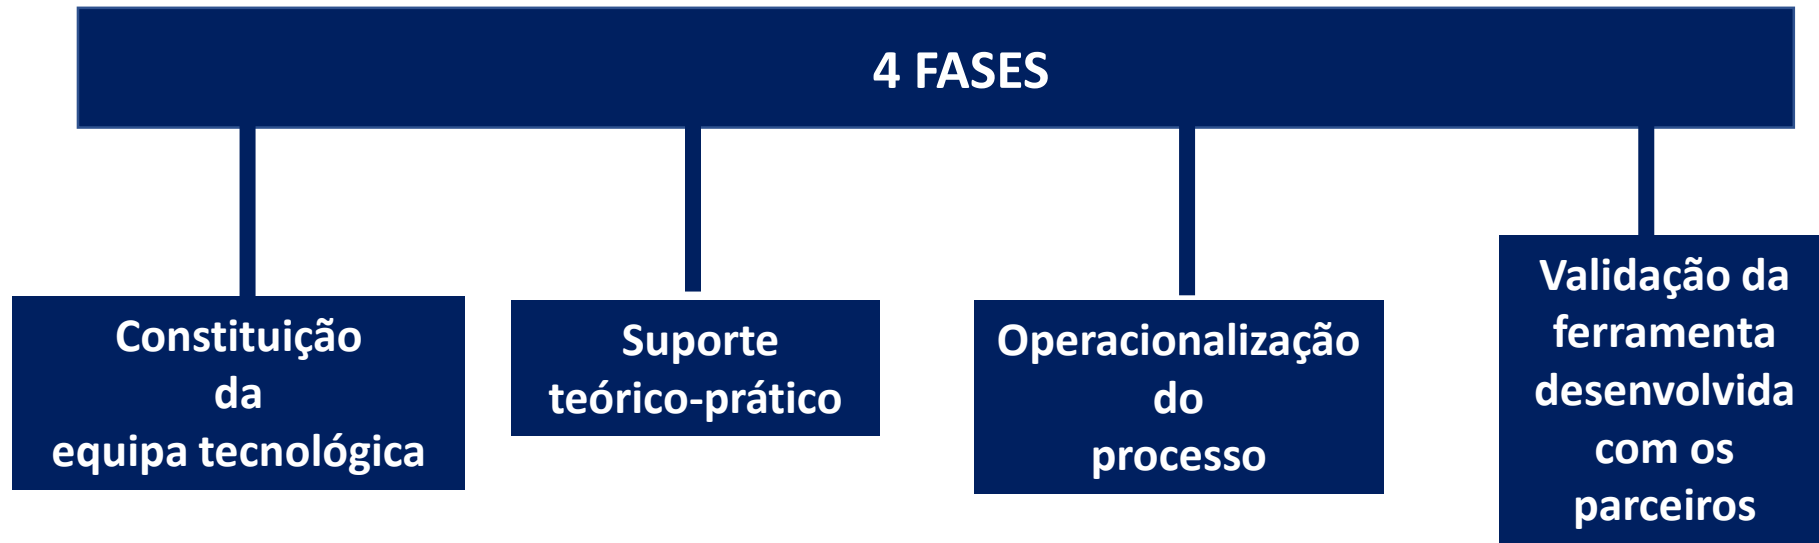 4 FASES
Constituição
da
equipa tecnológica
Suporte
teórico-prático
Operacionalização
do
processo
Validação da
ferramenta
desenvolvida
com os
parceiros